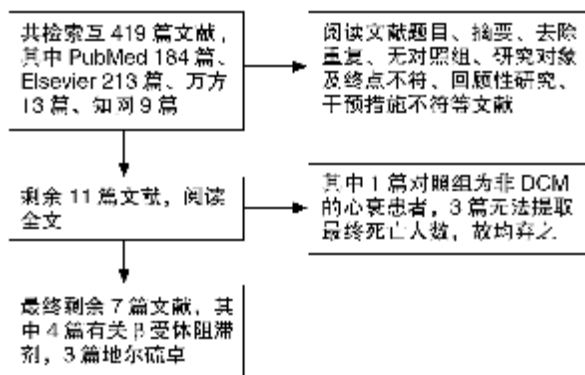 共检索互 419 篇文献，
其中 PubMed 184 篇、
Elsevier 213 篇、万方
13 篇、知网 9 篇
阅读文献题目、摘要、去除
重复、无对照组、研究对象
及终点不符、回顾性研究、
干预措施不符等文献
剩余 11 篇文献，阅读
全文
其中 1 篇对照组为非 DCM
的心衰患者，3 篇无法提取
最终死亡人数，故均弃之
最终剩余 7 篇文献，其
中 4 篇有关 β 受体阻滞
剂，3 篇地尔硫卓